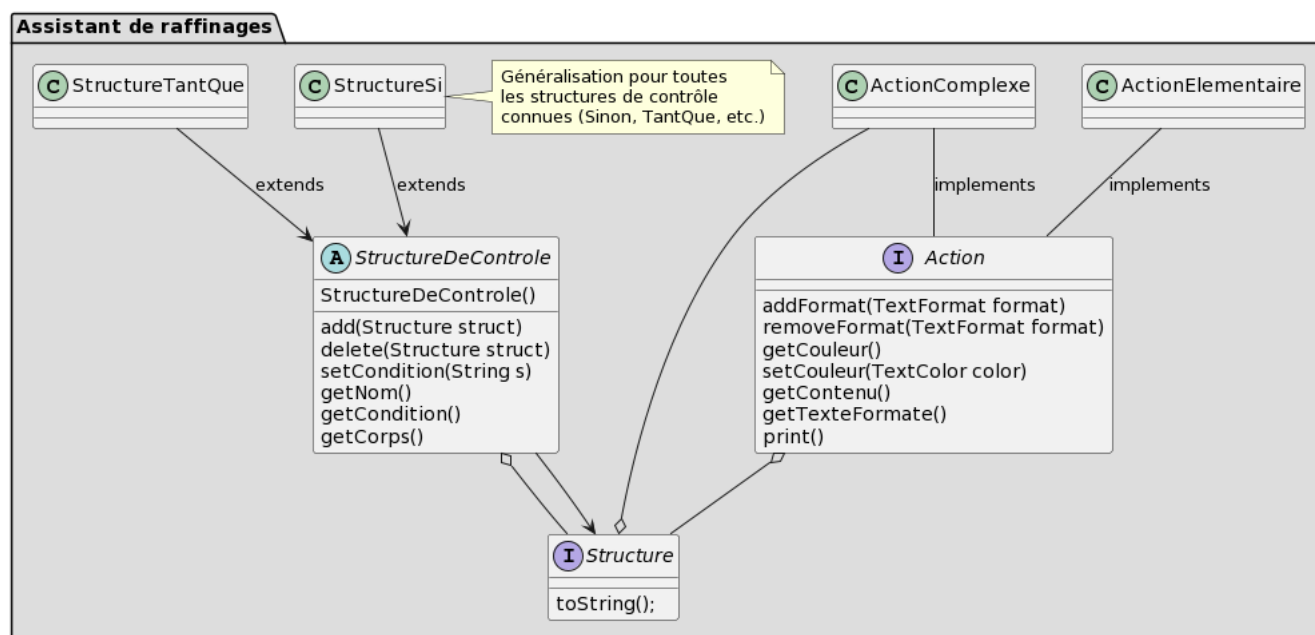 Assistant de raffinages
C StructureTantQue
C StructureSi
Généralisation pour toutes
les structures de contrôle
connues (Sinon, TantQue, etc.)
C ActionComplexe
C ActionElementaire
extends
extends
implements
implements
A StructureDeControle
StructureDeControle()
add(Structure struct)
delete(Structure struct)
setCondition(String s)
getNom()
getCondition()
getCorps()
I Action
addFormat(TextFormat format)
removeFormat(TextFormat format)
getCouleur()
setCouleur(TextColor color)
getContenu()
getTexteFormate()
print()
I Structure
toString();